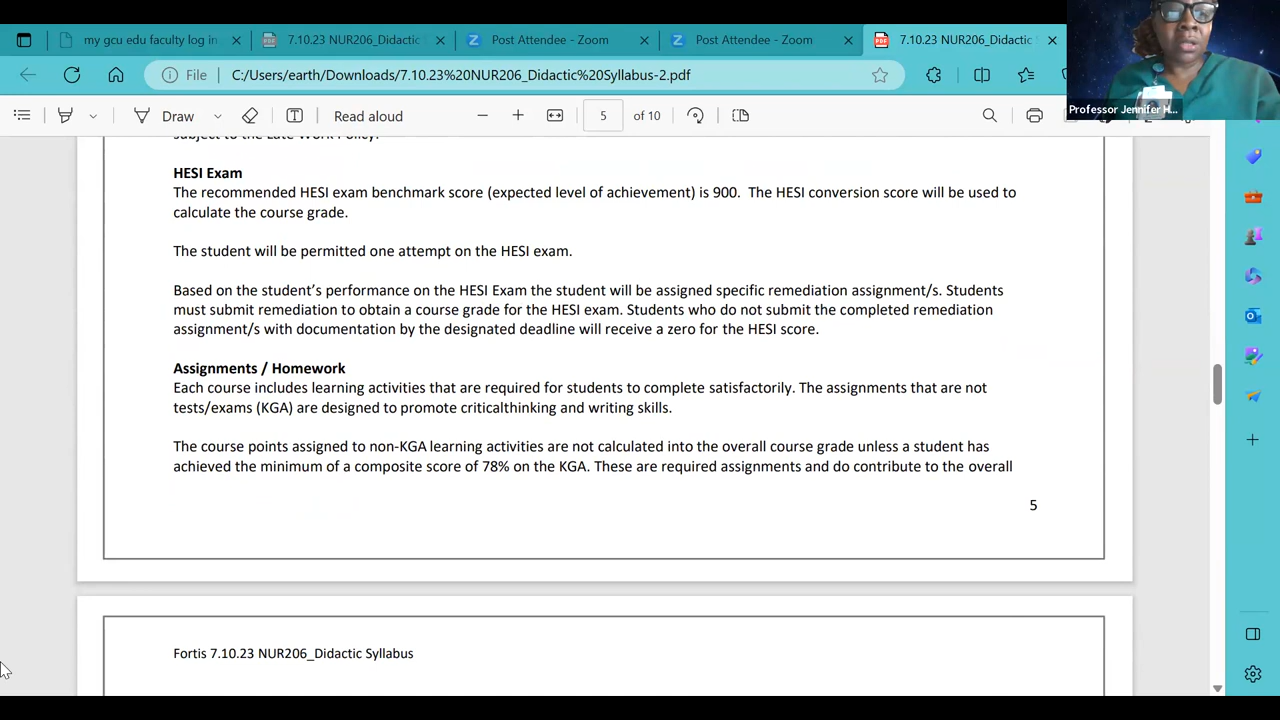 my gcu edu faculty log in
7.10.23 NUR206_Didactic
Post Attendee - Zoom
Post Attendee - Zoom
7.10.23 NUR206_Didactic
File
C:/Users/earth/Downloads/7.10.23%20NUR206_Didactic%20Syllabus-2.pdf
Professor Jennifer H...
Draw
Read aloud
5
of 10
subject to the Late Work Policy.
HESI Exam
The recommended HESI exam benchmark score (expected level of achievement) is 900. The HESI conversion score will be used to
calculate the course grade.
The student will be permitted one attempt on the HESI exam.
Based on the student’s performance on the HESI Exam the student will be assigned specific remediation assignment/s. Students
must submit remediation to obtain a course grade for the HESI exam. Students who do not submit the completed remediation
assignment/s with documentation by the designated deadline will receive a zero for the HESI score.
Assignments / Homework
Each course includes learning activities that are required for students to complete satisfactorily. The assignments that are not
tests/exams (KGA) are designed to promote criticalthinking and writing skills.
The course points assigned to non-KGA learning activities are not calculated into the overall course grade unless a student has
achieved the minimum of a composite score of 78% on the KGA. These are required assignments and do contribute to the overall
5
Fortis 7.10.23 NUR206_Didactic Syllabus